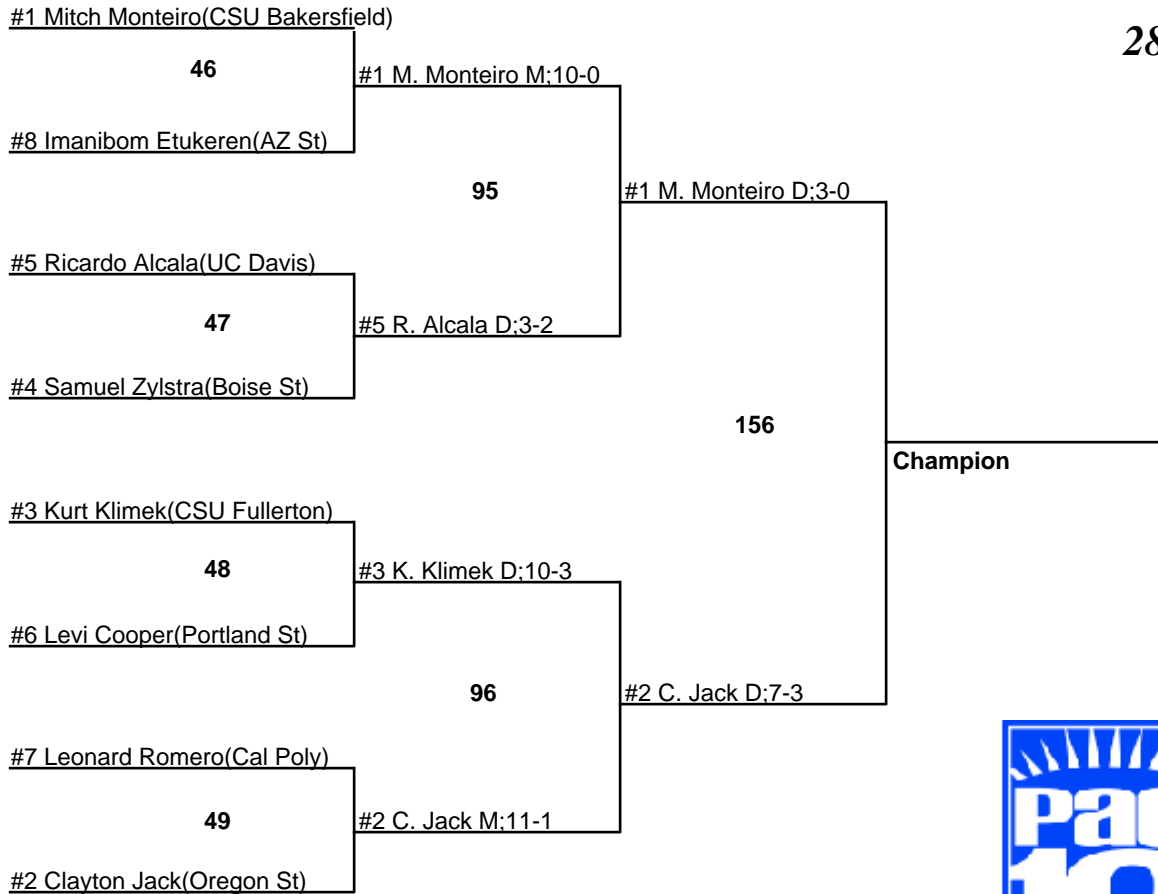 #1 Mitch Monteiro(CSU Bakersfield)
28
46
#1 M. Monteiro M;10-0
#8 Imanibom Etukeren(AZ St)
95
#1 M. Monteiro D;3-0
#5 Ricardo Alcala(UC Davis)
47
#5 R. Alcala D;3-2
#4 Samuel Zylstra(Boise St)
156
Champion
#3 Kurt Klimek(CSU Fullerton)
48
#3 K. Klimek D;10-3
#6 Levi Cooper(Portland St)
96
#2 C. Jack D;7-3
#7 Leonard Romero(Cal Poly)
49
#2 C. Jack M;11-1
#2 Clayton Jack(Oregon St)